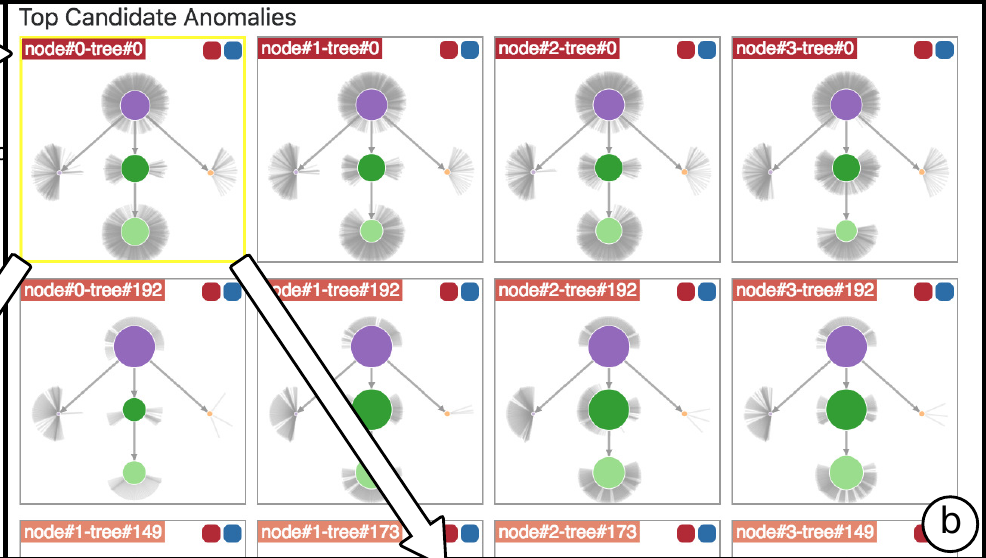 Top Candidate Anomalies
node#0-tree#0
node#1-tree#0
node#2-tree#0
node#3-tree#0
node#0-tree#192
node#1-tree#192
node#2-tree#192
node#3-tree#192
node#1-tree#149
node#1-tree#173
node#2-tree#173
node#3-tree#149
b